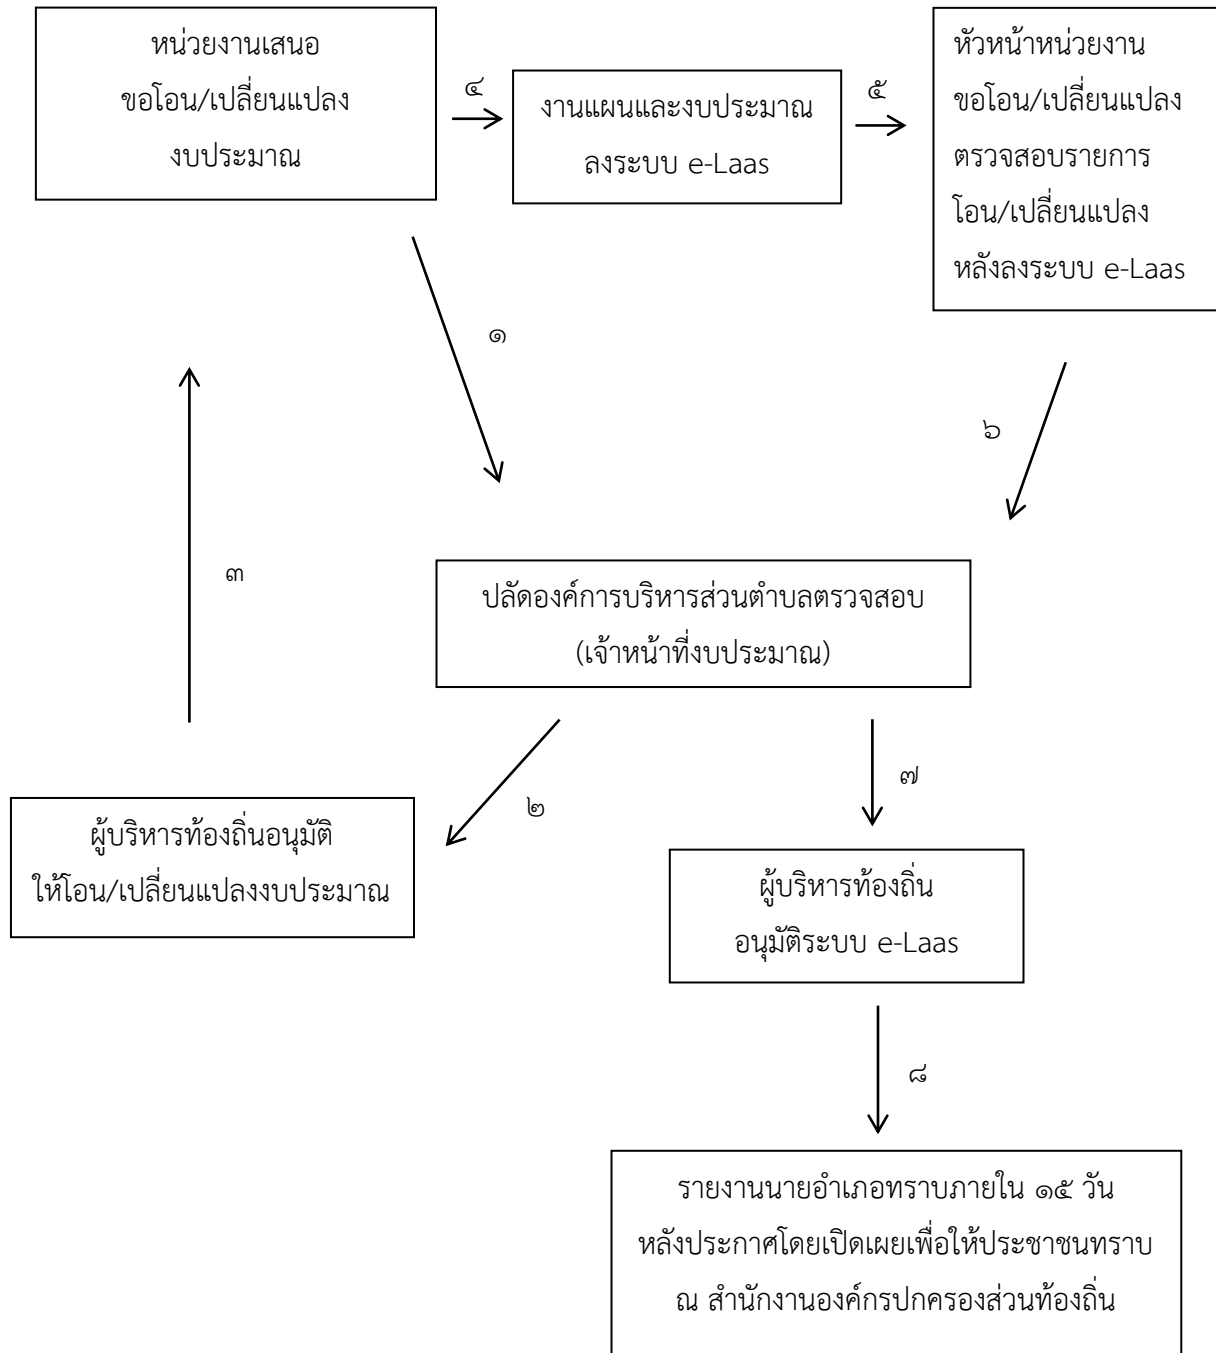 หน่วยงานเสนอ
ขอโอน/เปลี่ยนแปลง
งบประมาณ
๔
งานแผนและงบประมาณ
ลงระบบ e-Laas
๕
หัวหน้าหน่วยงาน
ขอโอน/เปลี่ยนแปลง
ตรวจสอบรายการ
โอน/เปลี่ยนแปลง
หลังลงระบบ e-Laas
๑
๖
๓
ปลัดองค์การบริหารส่วนตำบลตรวจสอบ
(เจ้าหน้าที่งบประมาณ)
๒
๗
ผู้บริหารท้องถิ่นอนุมัติ
ให้โอน/เปลี่ยนแปลงงบประมาณ
ผู้บริหารท้องถิ่น
อนุมัติระบบ e-Laas
๘
รายงานนายอำเภอทราบภายใน ๑๕ วัน
หลังประกาศโดยเปิดเผยเพื่อให้ประชาชนทราบ
ณ สำนักงานองค์กรปกครองส่วนท้องถิ่น